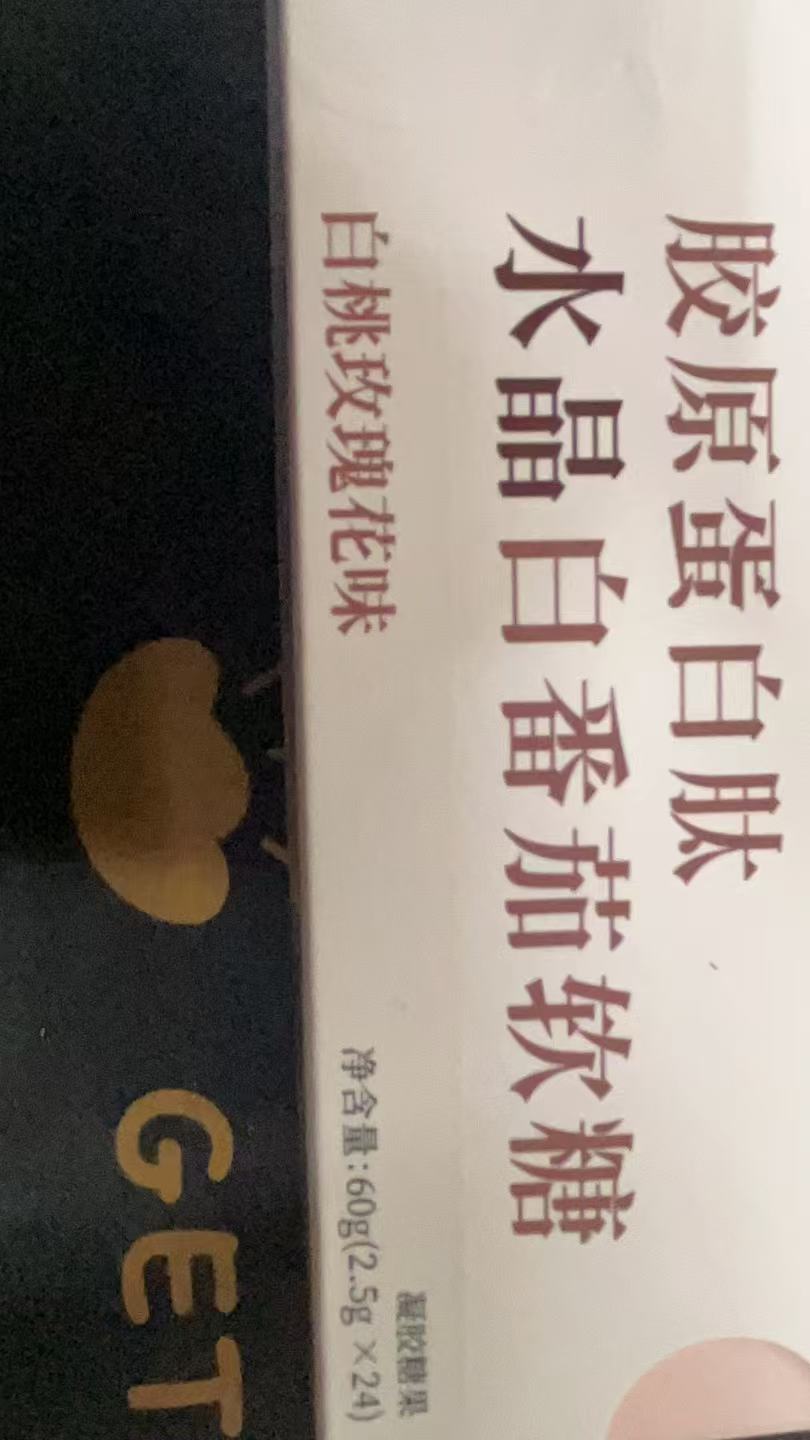 胶原蛋白肽
水晶白番茄软糖
白桃玫瑰花味
凝胶糖果
净含量:60g(2.5g ×24)
GET